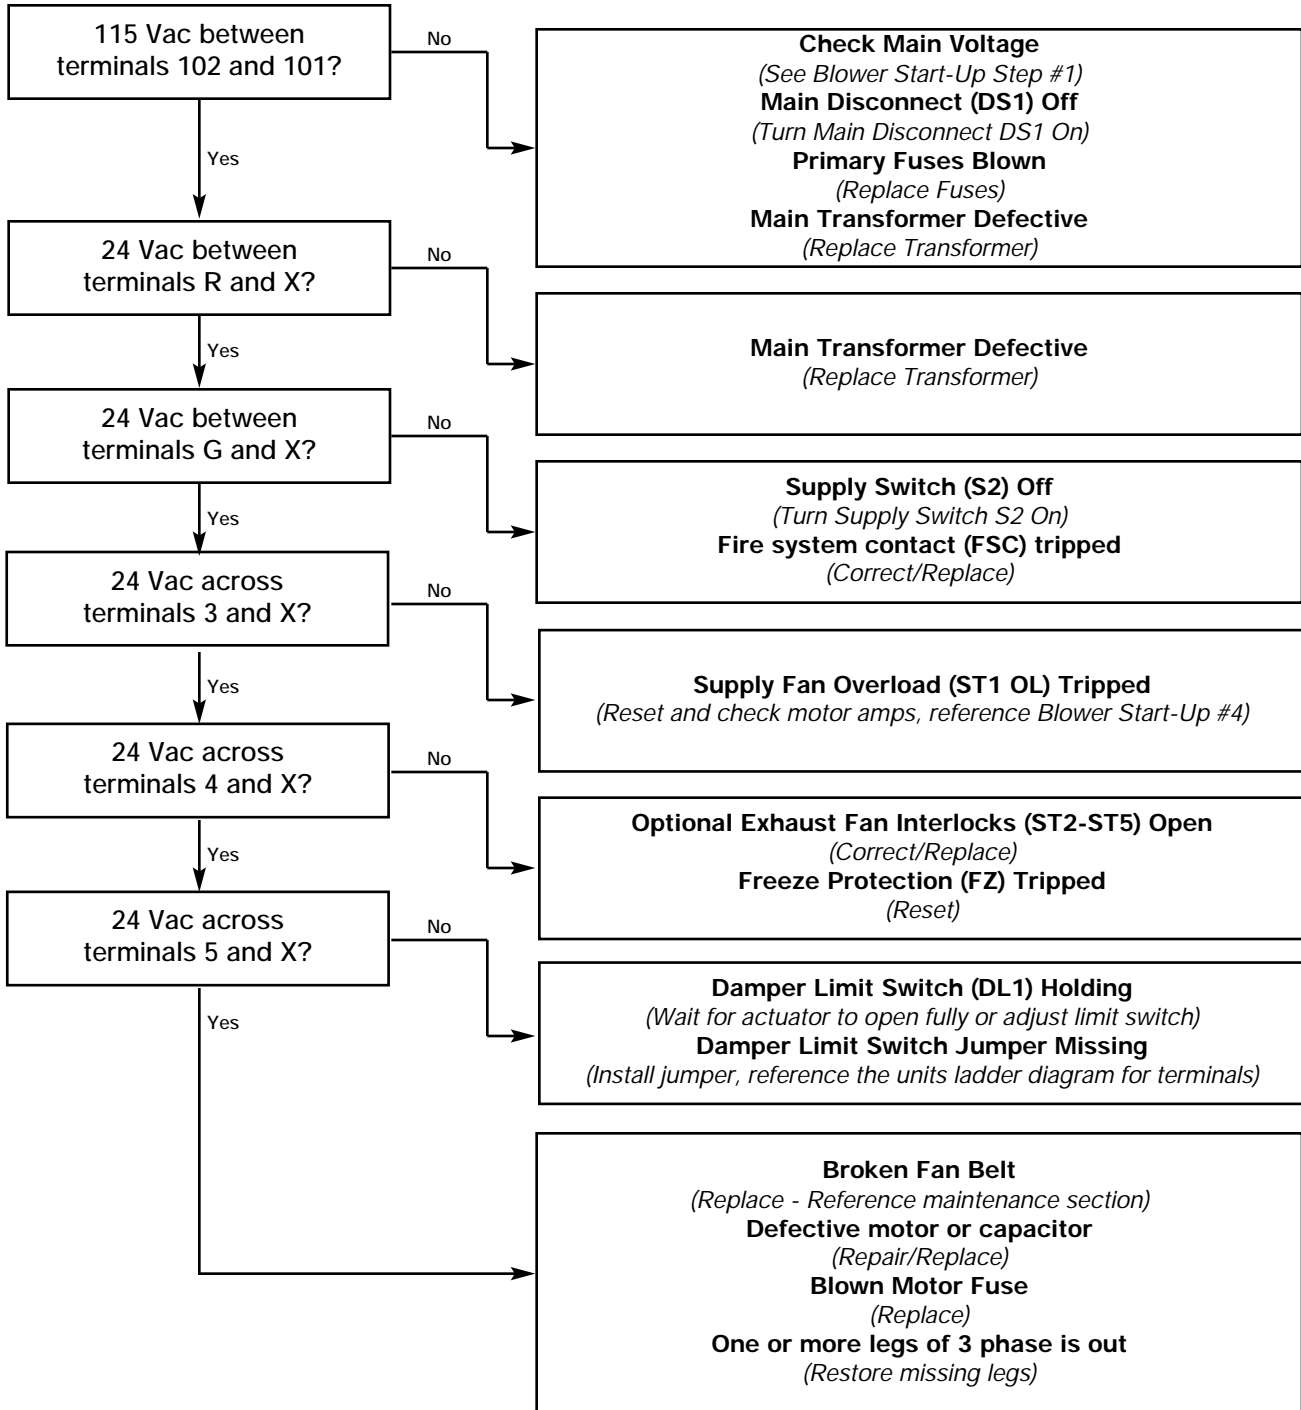 115 Vac between
terminals 102 and 101?
No
Check Main Voltage
(See Blower Start-Up Step #1)
Main Disconnect (DS1) Off
(Turn Main Disconnect DS1 On)
Primary Fuses Blown
(Replace Fuses)
Main Transformer Defective
(Replace Transformer)
Yes
24 Vac between
terminals R and X?
No
Main Transformer Defective
(Replace Transformer)
Yes
24 Vac between
terminals G and X?
No
Supply Switch (S2) Off
(Turn Supply Switch S2 On)
Fire system contact (FSC) tripped
(Correct/Replace)
Yes
24 Vac across
terminals 3 and X?
No
Supply Fan Overload (ST1 OL) Tripped
(Reset and check motor amps, reference Blower Start-Up #4)
Yes
24 Vac across
terminals 4 and X?
No
Optional Exhaust Fan Interlocks (ST2-ST5) Open
(Correct/Replace)
Freeze Protection (FZ) Tripped
(Reset)
Yes
24 Vac across
terminals 5 and X?
No
Damper Limit Switch (DL1) Holding
(Wait for actuator to open fully or adjust limit switch)
Damper Limit Switch Jumper Missing
(Install jumper, reference the units ladder diagram for terminals)
Yes
Broken Fan Belt
(Replace - Reference maintenance section)
Defective motor or capacitor
(Repair/Replace)
Blown Motor Fuse
(Replace)
One or more legs of 3 phase is out
(Restore missing legs)